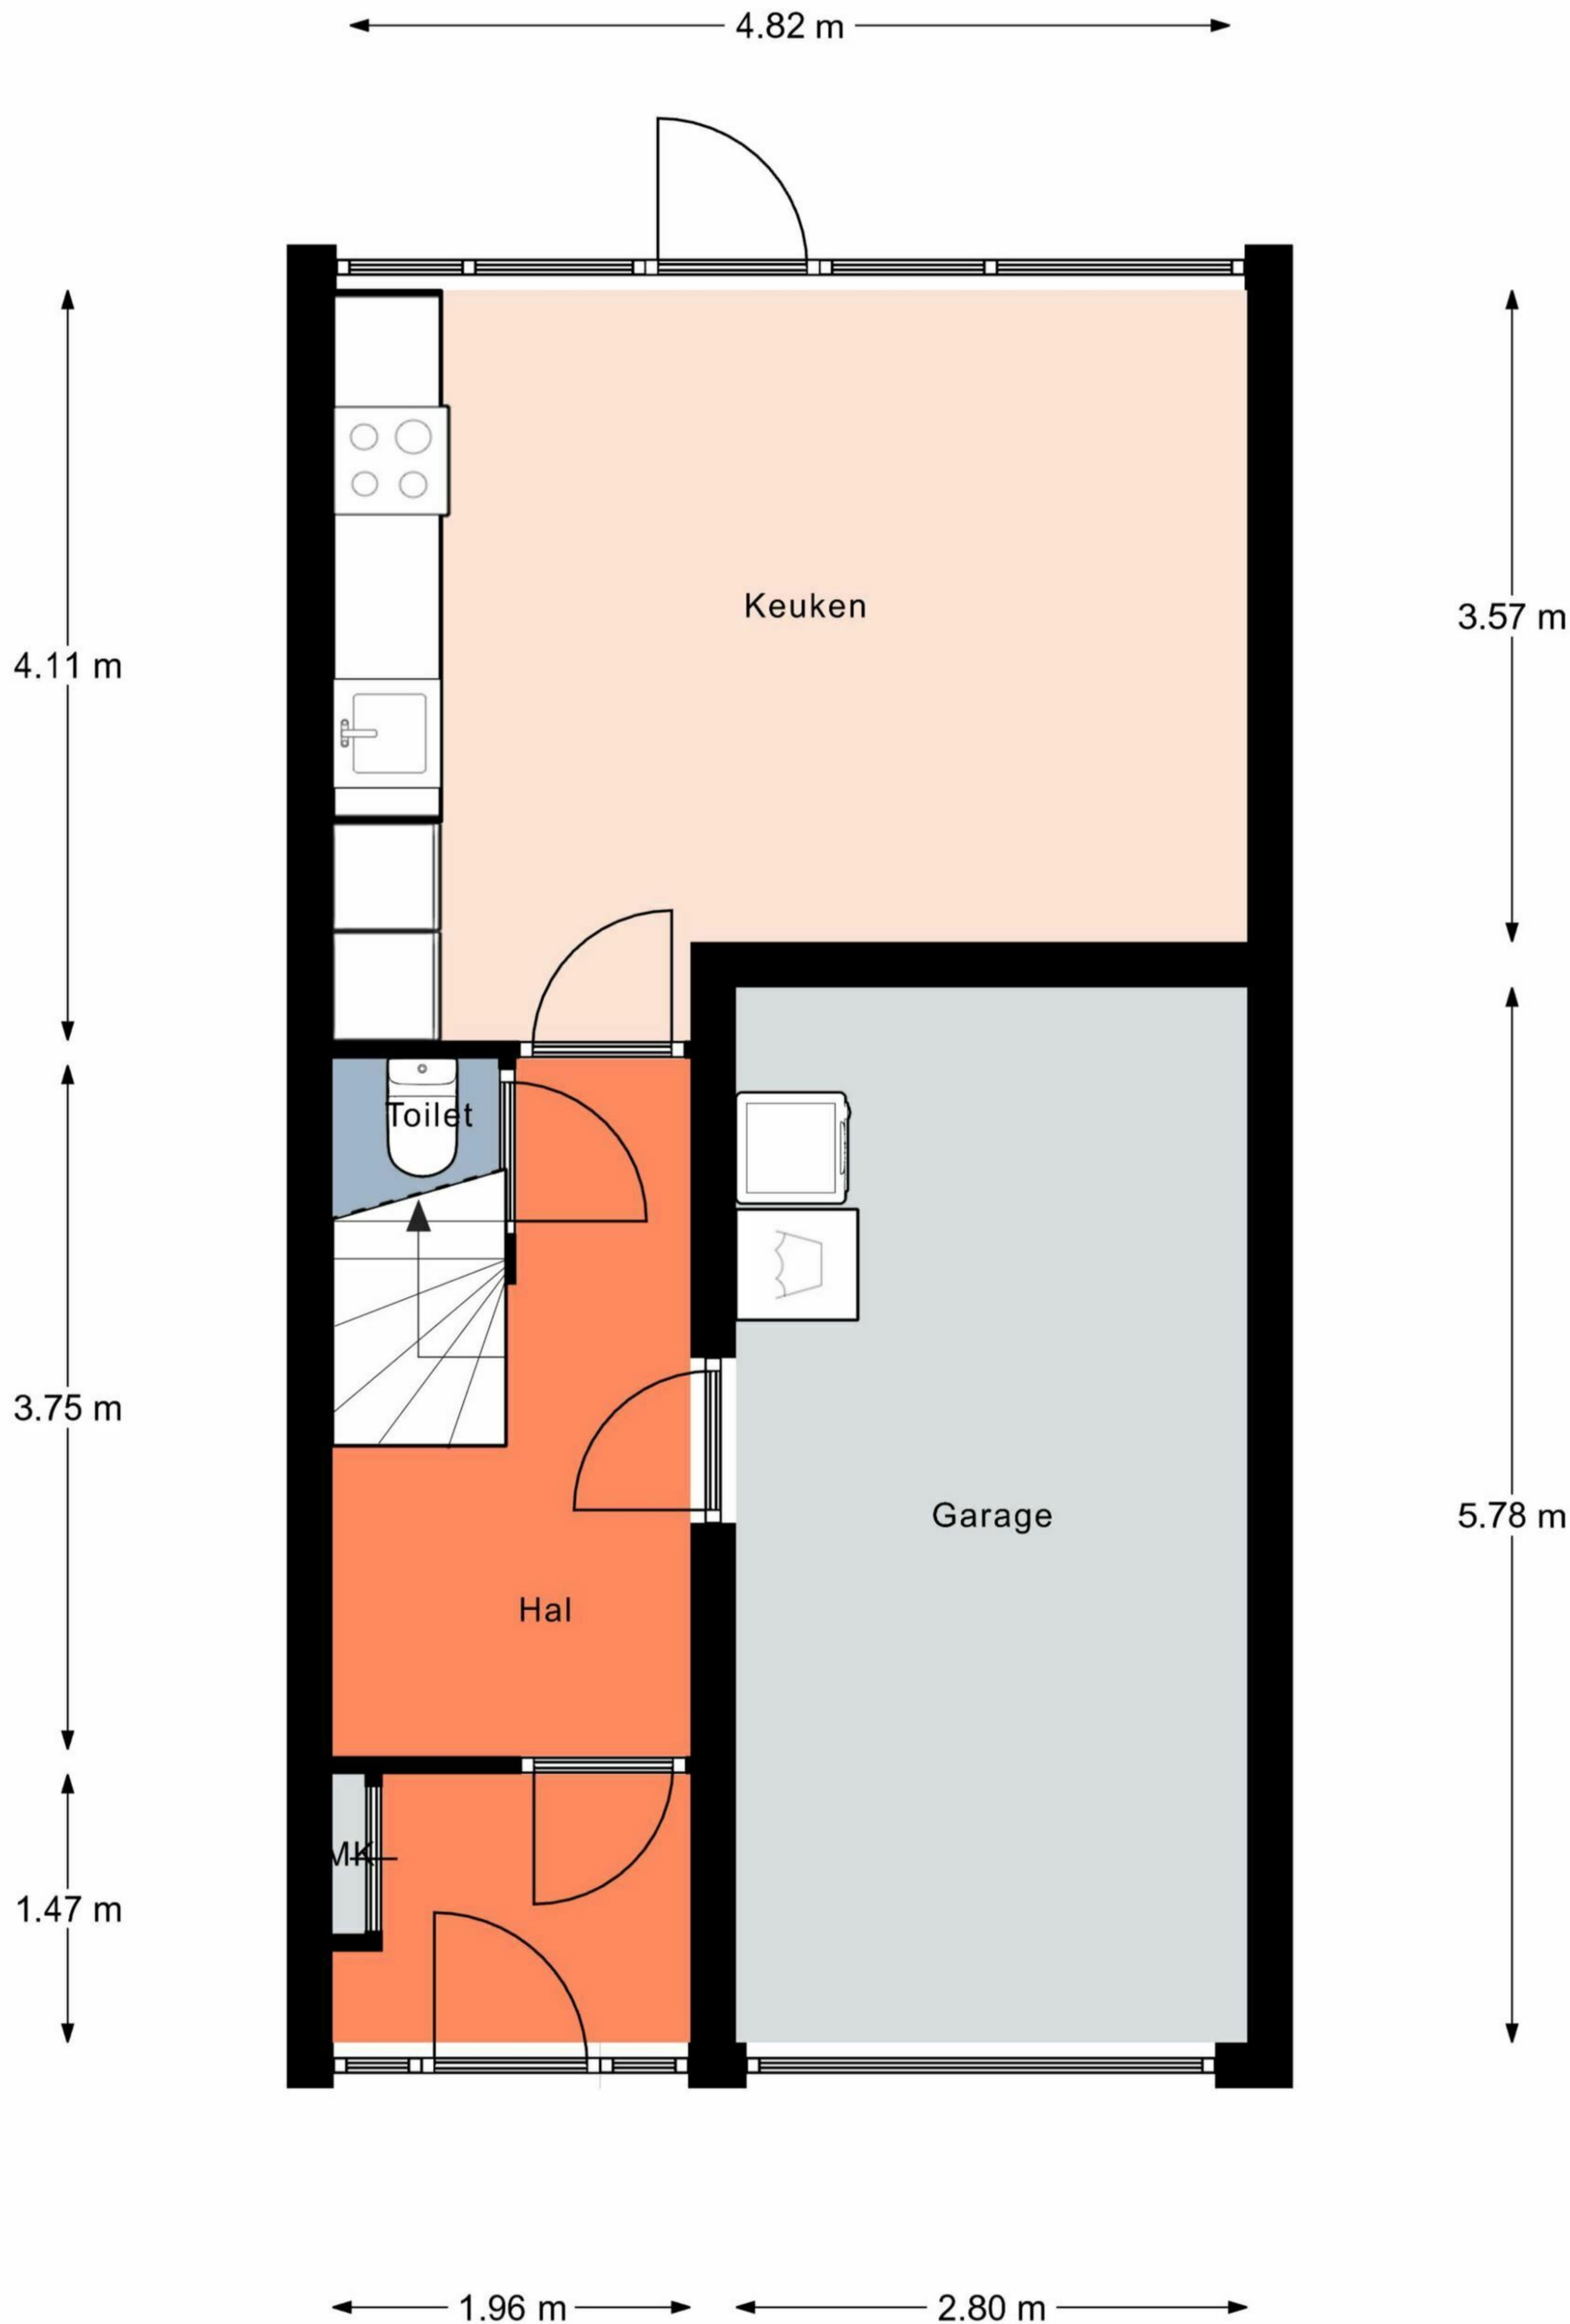 4.82 m
Keuken
3.57 m
4.11 m
Toilet
3.75 m
Garage
5.78 m
Hal
MK
1.47 m
1.96 m
2.80 m